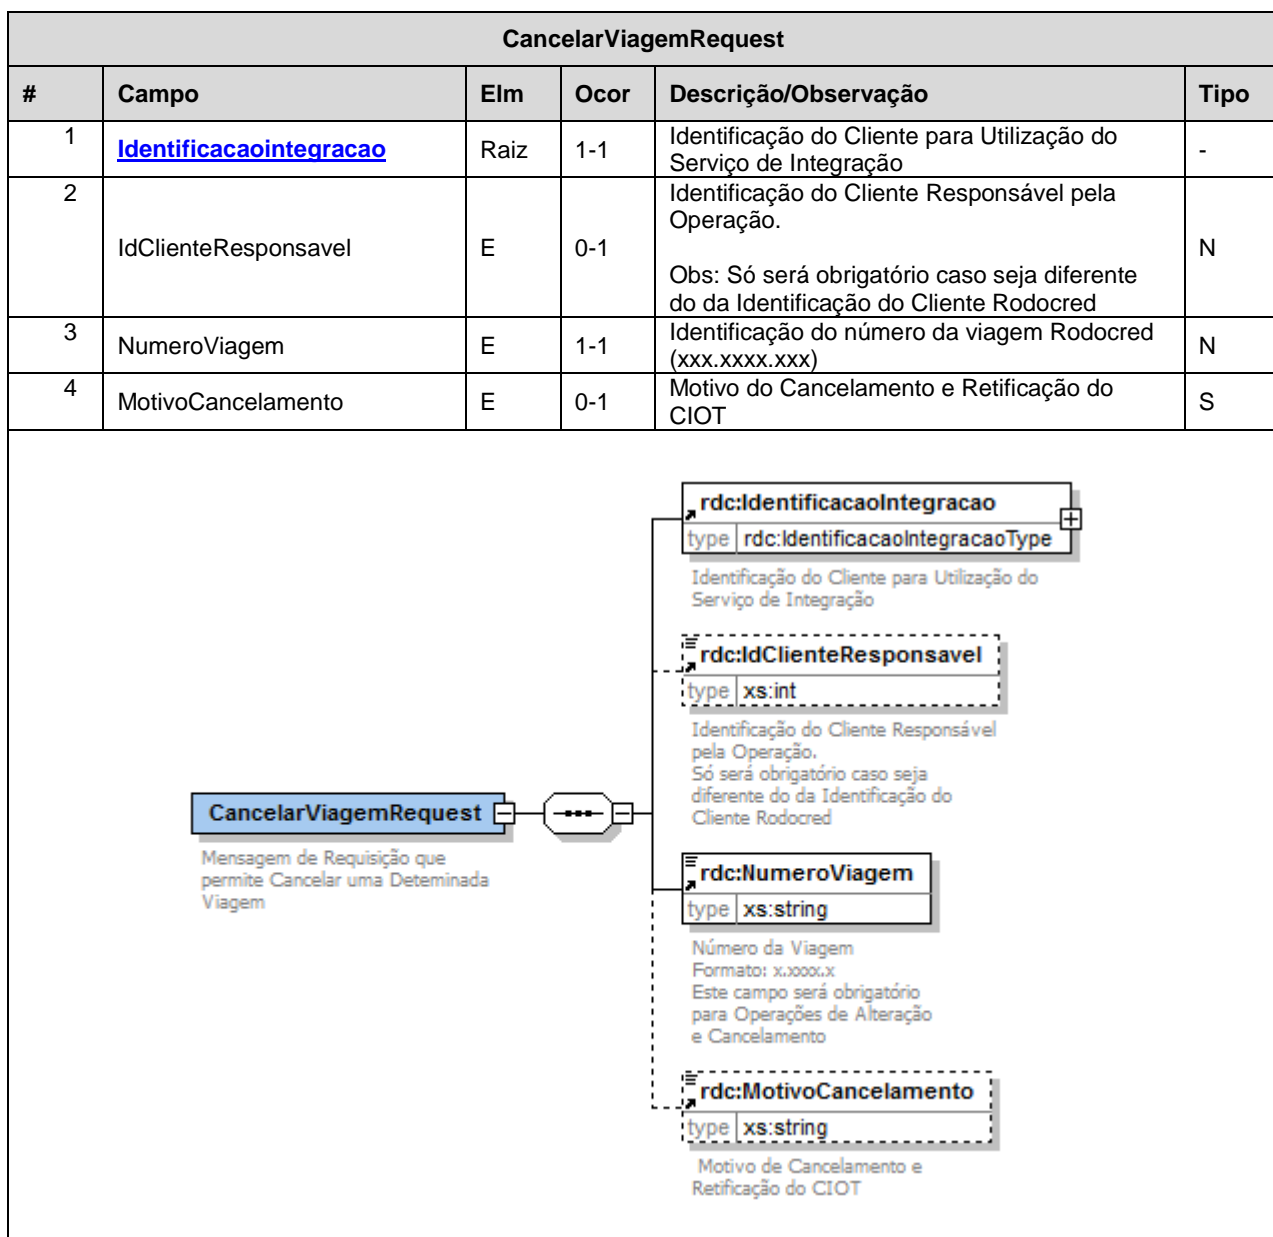 CancelarViagemRequest
# Campo Elm Ocor Descrição/Observação Tipo
1 Identificacaointegracao Raiz 1-1 Identificação do Cliente para Utilização do
Serviço de Integração -
2 IdClienteResponsavel E 0-1 Identificação do Cliente Responsável pela
Operação.
Obs: Só será obrigatório caso seja diferente
do da Identificação do Cliente Rodocred N
3 NumeroViagem E 1-1 Identificação do número da viagem Rodocred
(xxx.xxxx.xxx) N
4 MotivoCancelamento E 0-1 Motivo do Cancelamento e Retificação do
CIOT S
rdc:IdentificacaoIntegracao
type rdc:IdentificacaoIntegracaoType
Identificação do Cliente para Utilização do
Serviço de Integração
rdc:IdClienteResponsavel
type xs:int
Identificação do Cliente Responsável
pela Operação.
Só será obrigatório caso seja
diferente do da Identificação do
Cliente Rodocred
CancelarViagemRequest
Mensagem de Requisição que
permite Cancelar uma Deteminada
Viagem
rdc:NumeroViagem
type xs:string
Número da Viagem
Formato: x.xxxx.x
Este campo será obrigatório
para Operações de Alteração
e Cancelamento
rdc:MotivoCancelamento
type xs:string
Motivo de Cancelamento e
Retificação do CIOT